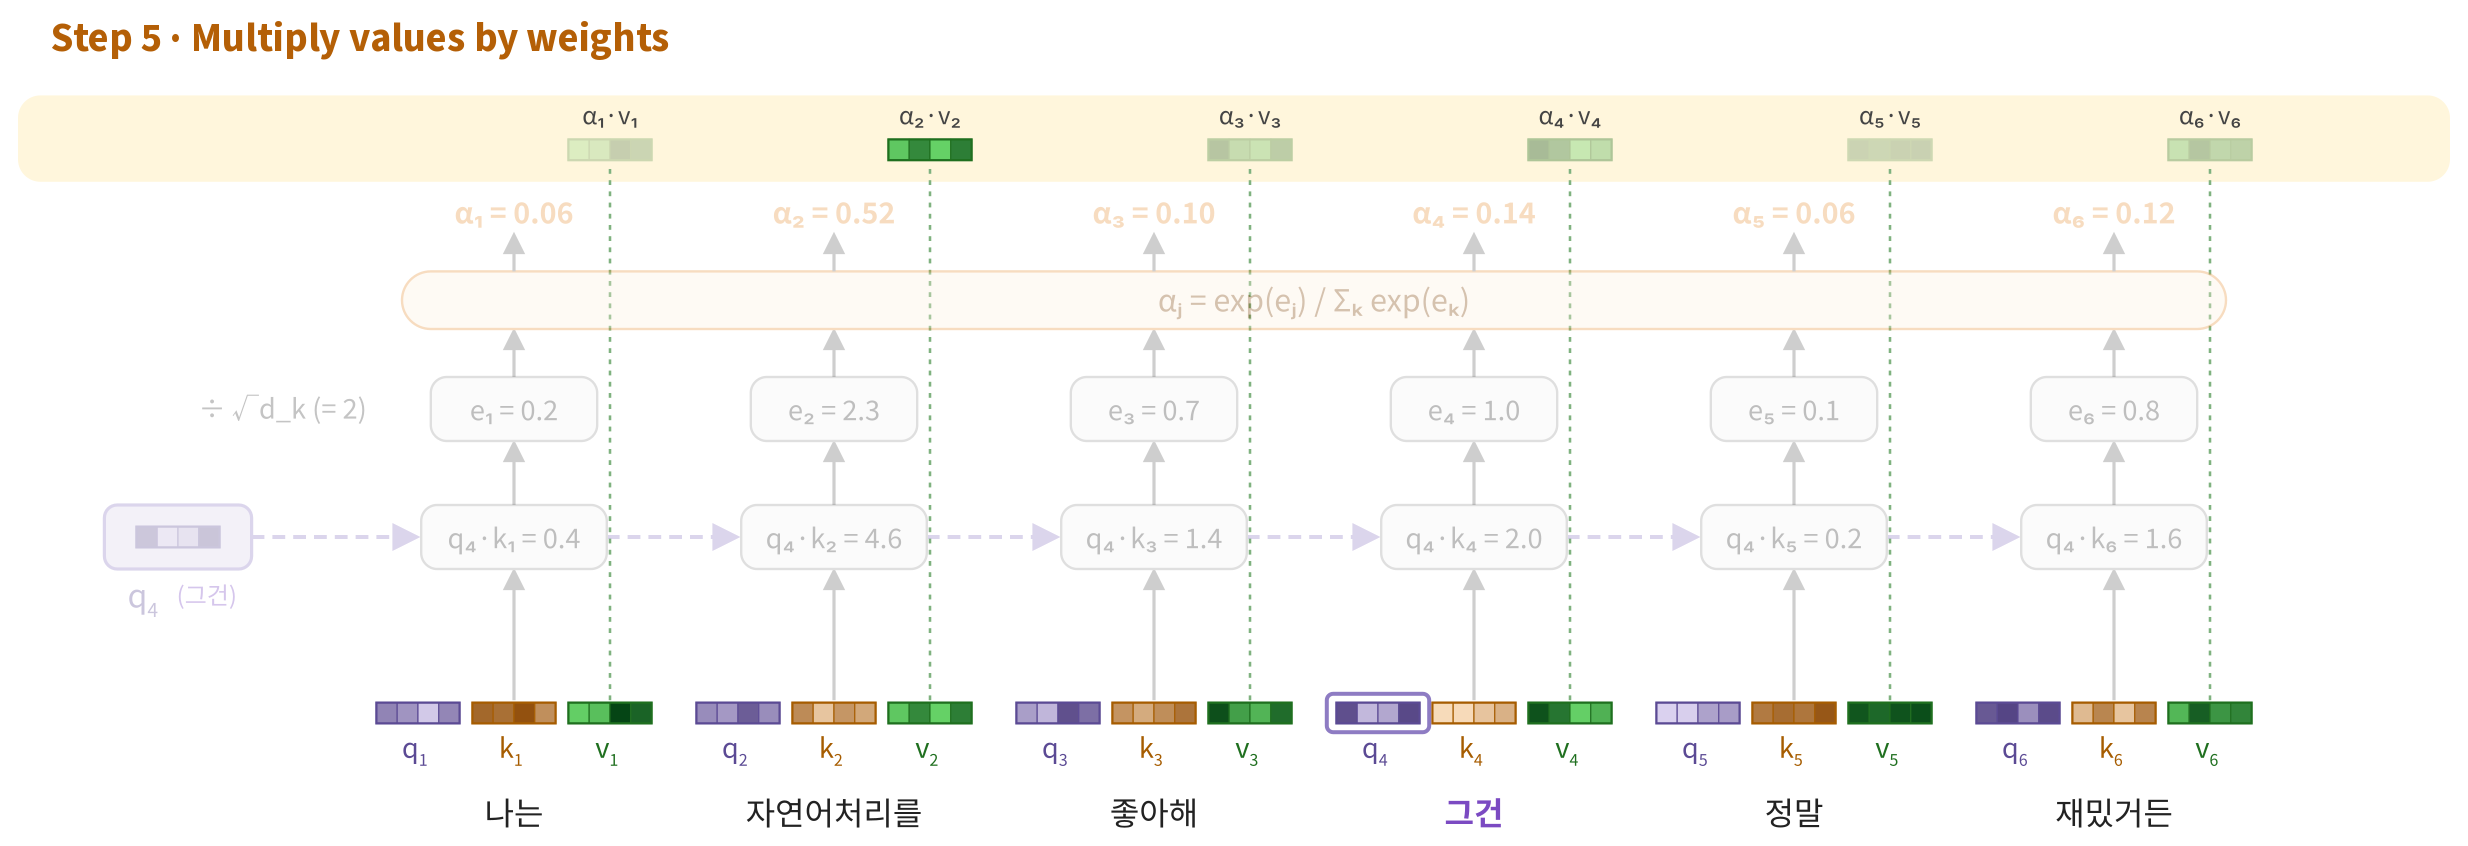 Step 5 · Multiply values by weights
α₁·v₁ α₂·v₂ α₃·v₃ α₄·v₄ α₅·v₅ α₆·v₆
α₁ = 0.06 α₂ = 0.52 α₃ = 0.10 α₄ = 0.14 α₅ = 0.06 α₆ = 0.12
αⱼ = exp(eⱼ) / Σₖ exp(eₖ)
÷ √d_k (= 2) e₁ = 0.2 e₂ = 2.3 e₃ = 0.7 e₄ = 1.0 e₅ = 0.1 e₆ = 0.8
q₄·k₁ = 0.4 q₄·k₂ = 4.6 q₄·k₃ = 1.4 q₄·k₄ = 2.0 q₄·k₅ = 0.2 q₄·k₆ = 1.6
q₄ (그건)
q₁ k₁ v₁ q₂ k₂ v₂ q₃ k₃ v₃ q₄ k₄ v₄ q₅ k₅ v₅ q₆ k₆ v₆
나는 자연어처리를 좋아해 그건 정말 재밌거든